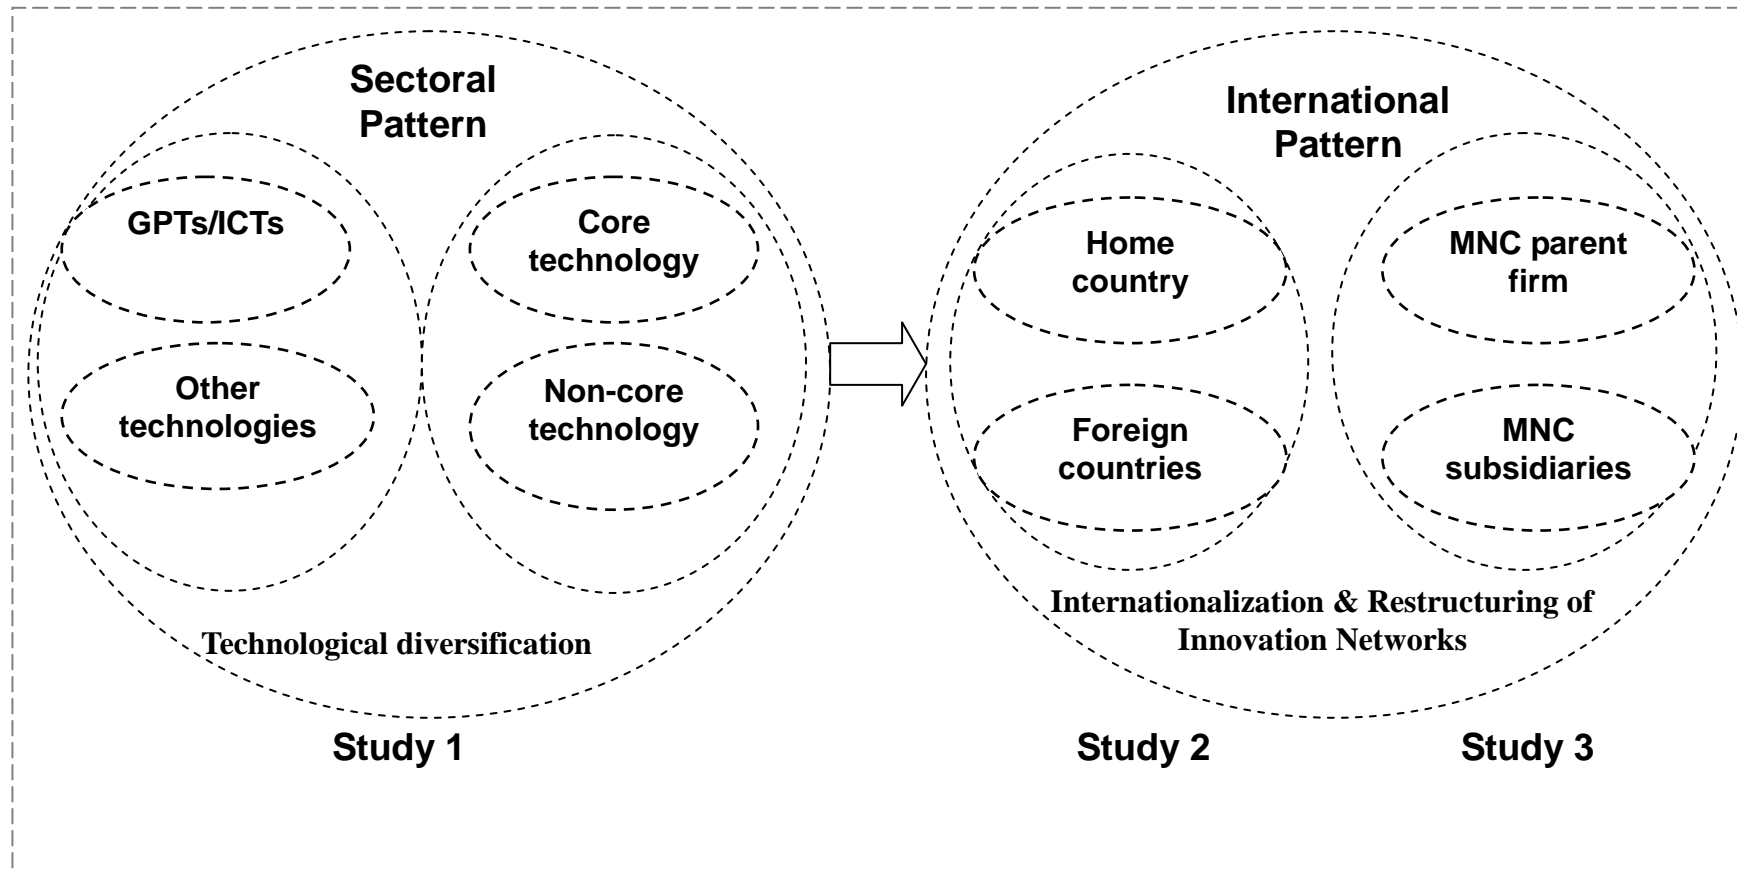 Sectoral
Pattern
GPTs/ICTs
Other
technologies
Core
technology
Non-core
technology
Technological diversification
Study 1
International
Pattern
Home
country
Foreign
countries
MNC parent
firm
MNC
subsidiaries
Internationalization & Restructuring of
Innovation Networks
Study 2
Study 3